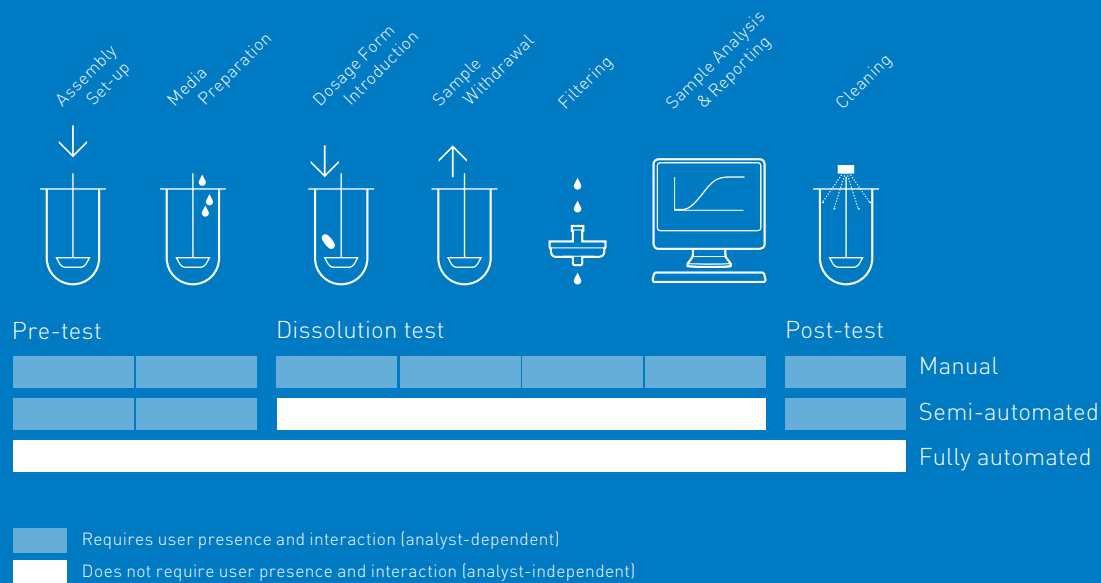 Assembly
Set-up
Media
Preparation
Dosage Form
Introduction
Sample
Withdrawal
Filtering
Sample Analysis
& Reporting
Cleaning
Pre-test
Dissolution test
Post-test
Manual
Semi-automated
Fully automated
Requires user presence and interaction (analyst-dependent)
Does not require user presence and interaction (analyst-independent)